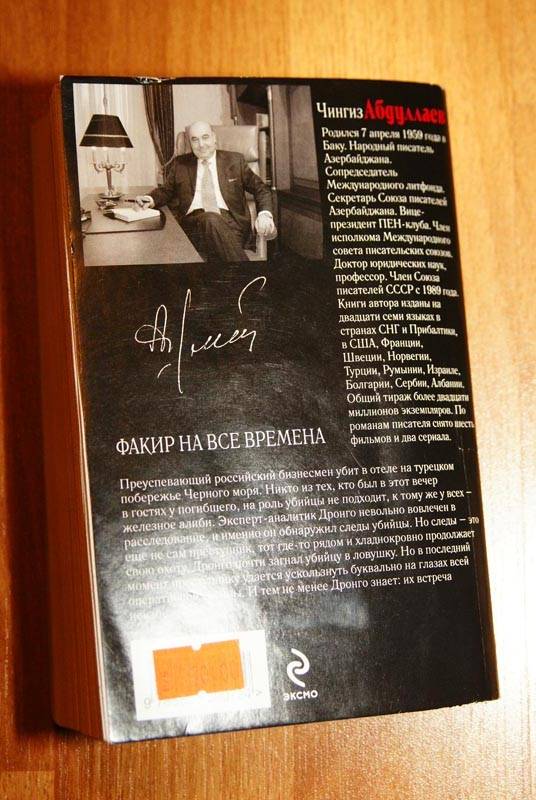 Чингиз Абдуллаев
Родился 7 апреля 1959 года в
Баку. Народный писатель
Азербайджана.
Сопредседатель
Международного литфонда.
Секретарь Союза писателей
Азербайджана. Вице-
президент ПЕН-клуба. Член
исполкома Международного
совета писательских союзов.
Доктор юридических наук,
профессор. Член Союза
писателей СССР с 1989 года.
Книги автора изданы на
двадцати семи языках в
странах СНГ и Прибалтики,
в США, Франции,
Швеции, Норвегии,
Турции, Румынии, Израиле,
Болгарии, Сербии, Албании.
Общий тираж более двадцати
миллионов экземпляров. По
романам писателя снято шесть
фильмов и два сериала.
ФАКИР НА ВСЕ ВРЕМЕНА
Преуспевающий российский бизнесмен убит в отеле на турецком
побережье Черного моря. Никто из тех, кто был в этот вечер
в гостях у погибшего, на роль убийцы не подходит, к тому же у всех –
железное алиби. Эксперт-аналитик Дронго невольно вовлечен в
расследование, и именно он обнаружил следы убийцы. Но следы – это
еще не сам преступник, тот где-то рядом и хладнокровно продолжает
свою охоту. Дронго почти загнал убийцу в ловушку. Но в последний
момент преступнику удается ускользнуть буквально на глазах всей
И тем не менее Дронго знает: их встреча
ЭКСМО